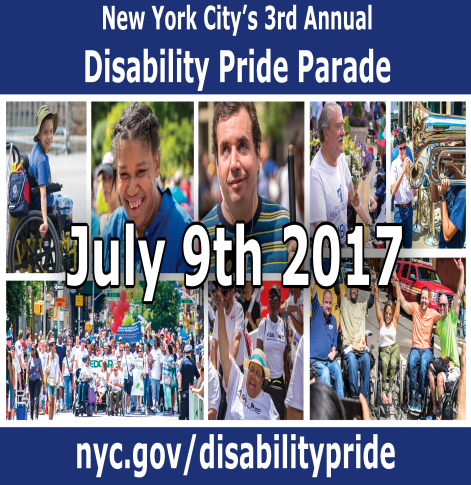 New York City's 3rd Annual
Disability Pride Parade
July 9th 2017
nyc.gov/disabilitypride